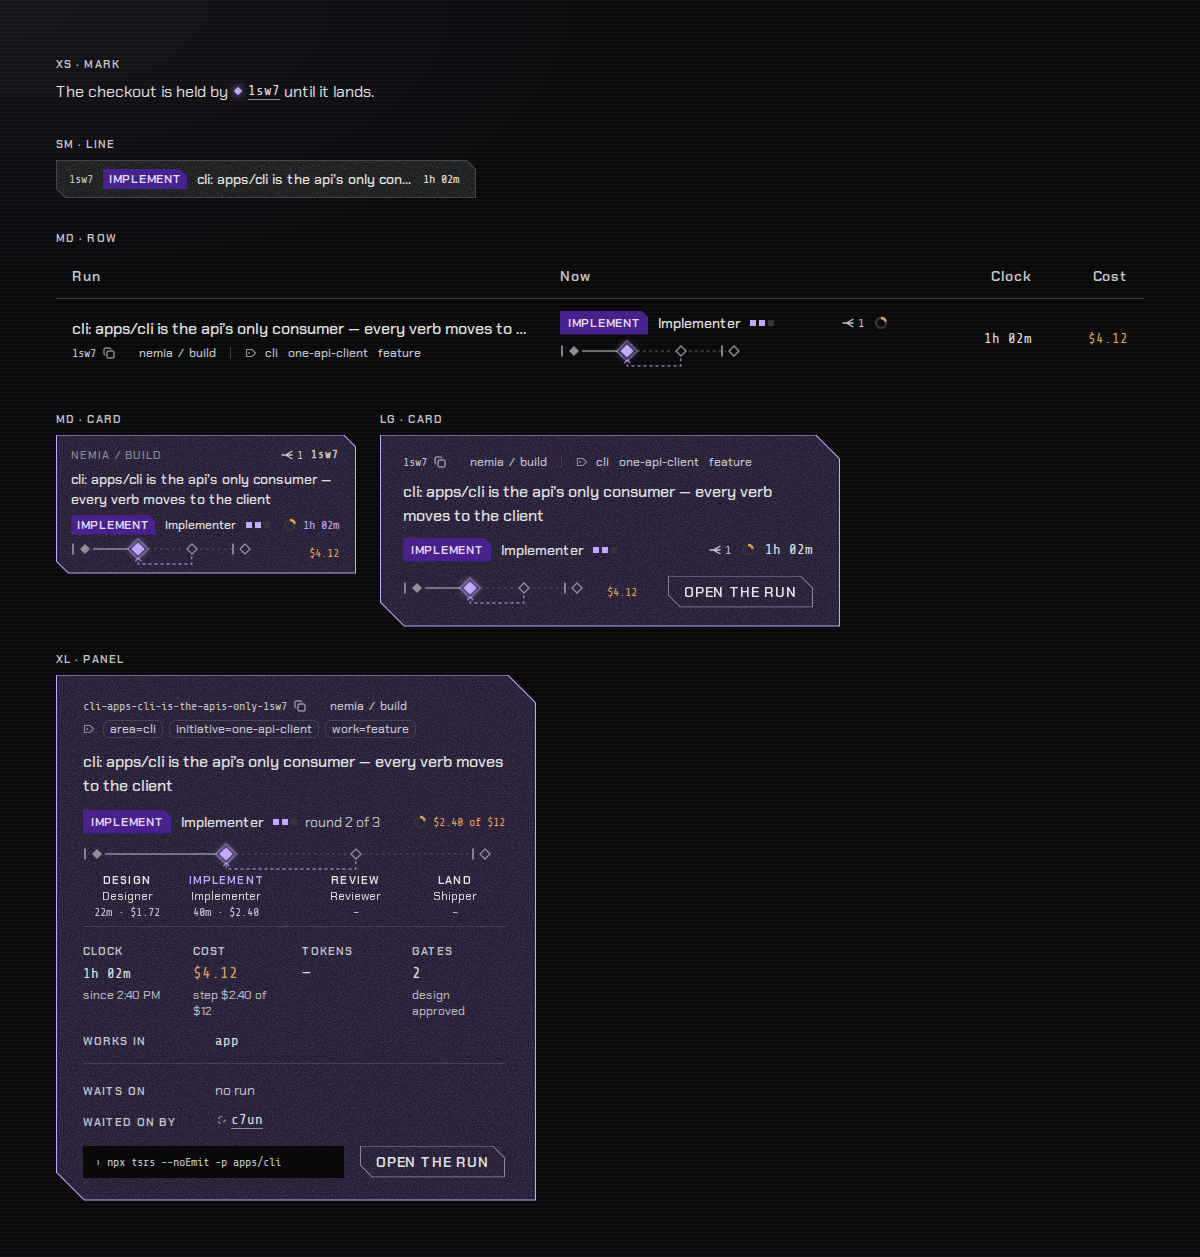 XS · MARK
The checkout is held by 1sw7 until it lands.
SM · LINE
1sw7 IMPLEMENT cli: apps/cli is the api's only con... 1h 02m
MD · ROW
Run Now Clock Cost
cli: apps/cli is the api's only consumer — every verb moves to ...
IMPLEMENT Implementer 1
1h 02m $4.12
1sw7 nemia / build cli one-api-client feature
MD · CARD
NEMIA / BUILD 1 1sw7
cli: apps/cli is the api's only consumer —
every verb moves to the client
IMPLEMENT Implementer 1h 02m
$4.12
LG · CARD
1sw7 nemia / build cli one-api-client feature
cli: apps/cli is the api's only consumer — every verb
moves to the client
IMPLEMENT Implementer 1 1h 02m
$4.12 OPEN THE RUN
XL · PANEL
cli-apps-cli-is-the-apis-only-1sw7 nemia / build
area=cli initiative=one-api-client work=feature
cli: apps/cli is the api's only consumer — every verb moves
to the client
IMPLEMENT Implementer round 2 of 3 $2.40 of $12
DESIGN IMPLEMENT REVIEW LAND
Designer Implementer Reviewer Shipper
22m · $1.72 40m · $2.40 – –
CLOCK COST TOKENS GATES
1h 02m $4.12 — 2
since 2:40 PM step $2.40 of design
$12 approved
WORKS IN app
WAITS ON no run
WAITED ON BY c7un
› npx tsrs --noEmit -p apps/cli OPEN THE RUN